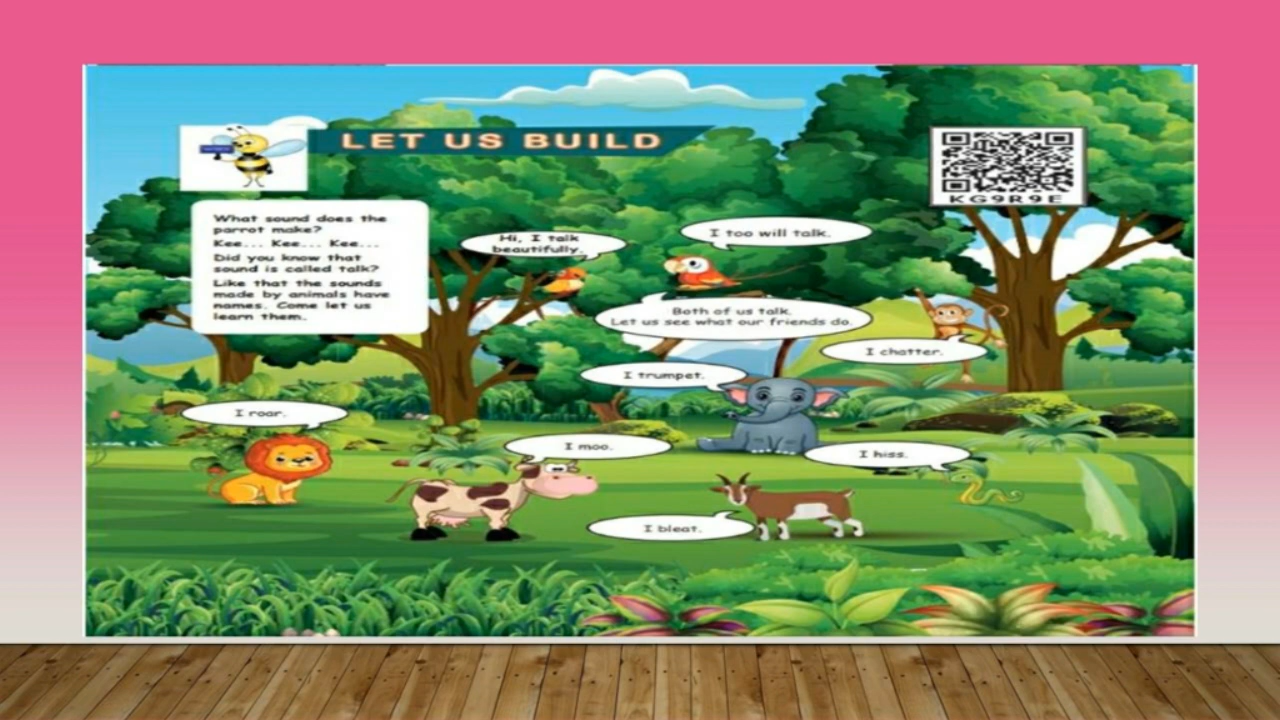 LET US BUILD
KG9R9E
What sound does the
parrot make?
Kee... Kee... Kee...
Did you know that
sound is called talk?
Like that the sounds
made by animals have
names. Come let us
learn them.
Hi, I talk
beautifully.
I too will talk.
Both of us talk.
Let us see what our friends do.
I chatter.
I trumpet.
I roar.
I moo.
I hiss.
I bleat.